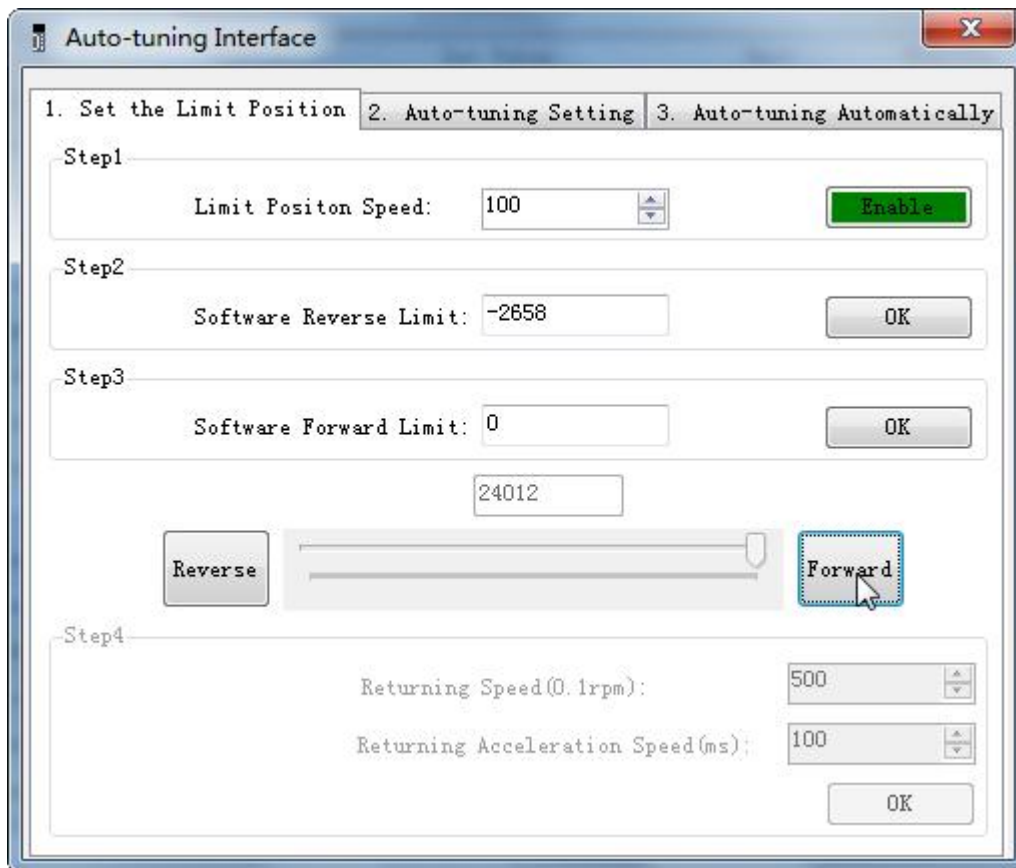 Auto-tuning Interface
1. Set the Limit Position 2. Auto-tuning Setting 3. Auto-tuning Automatically
Step1
Limit Positon Speed: 100 Enable
Step2
Software Reverse Limit: -2658 OK
Step3
Software Forward Limit: 0 OK
24012
Reverse Forward
Step4
Returning Speed(0.1rpm): 500
Returning Acceleration Speed(ms): 100
OK